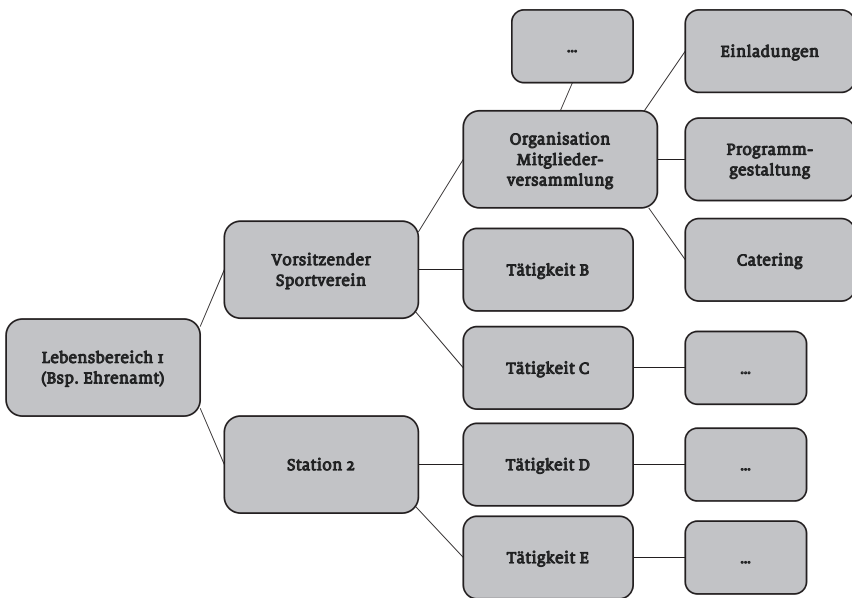 ...
Einladungen
Organisation
Mitglieder-
versammlung
Programm-
gestaltung
Vorsitzender
Sportverein
Tätigkeit B
Catering
Lebensbereich 1
(Bsp. Ehrenamt)
Tätigkeit C
...
Station 2
Tätigkeit D
...
Tätigkeit E
...